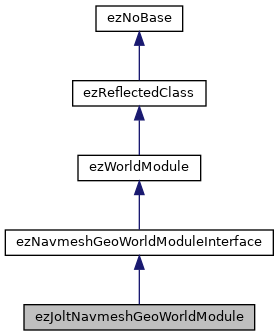 ezNoBase
ezReflectedClass
ezWorldModule
ezNavmeshGeoWorldModuleInterface
ezJoltNavmeshGeoWorldModule